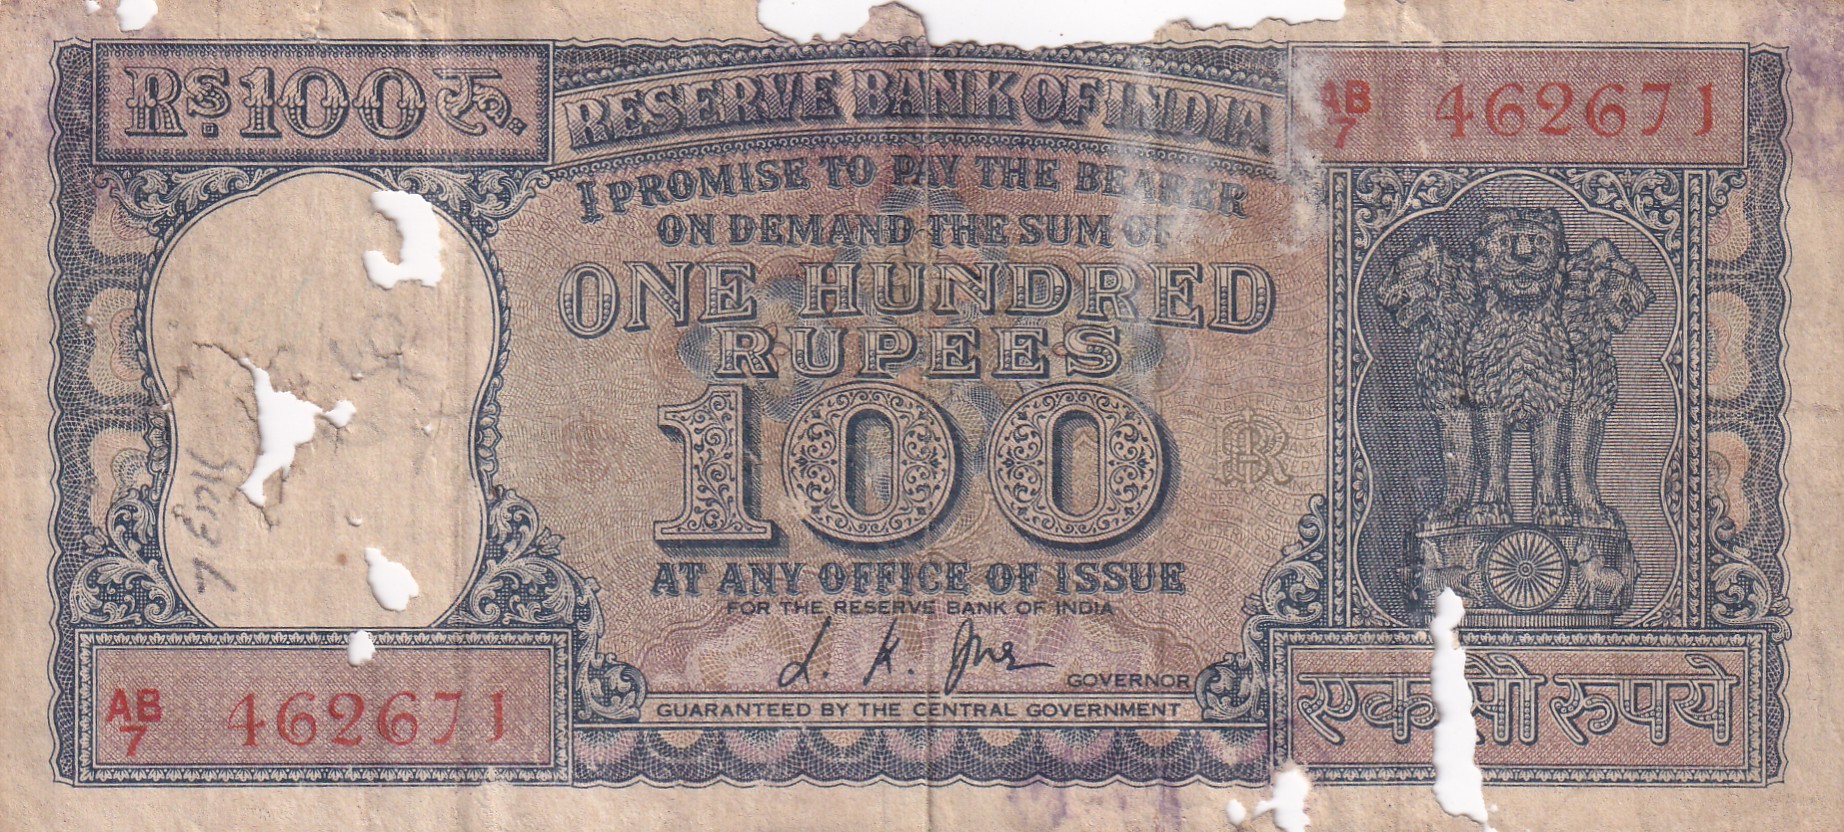 Rs.100रु.
RESERVE BANK OF INDIA
AB
7 462671
I PROMISE TO PAY THE BEARER
ON DEMAND THE SUM OF
ONE HUNDRED
RUPEES
100
AT ANY OFFICE OF ISSUE
FOR THE RESERVE BANK OF INDIA
L. K. Jha
GOVERNOR
GUARANTEED BY THE CENTRAL GOVERNMENT
AB
7 462671
एक सौ रुपये